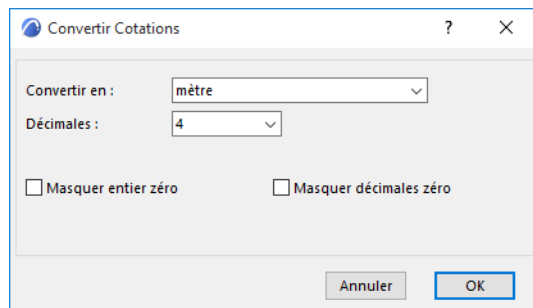 Convertir Cotations
?
Convertir en :
mètre
Décimales :
4
Masquer entier zéro
Masquer décimales zéro
Annuler
OK